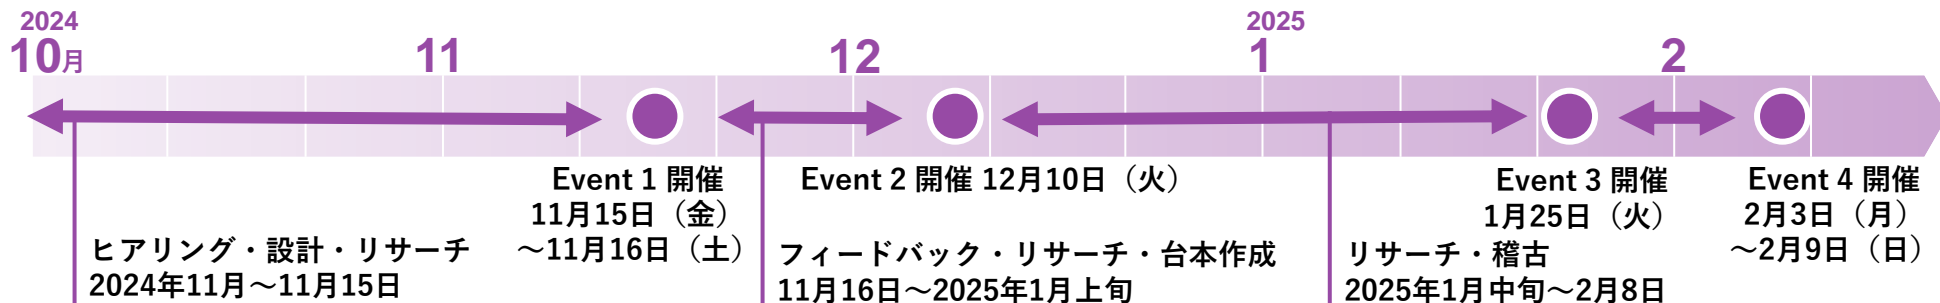 2024
10月
11
12
2025
1
2
Event 1 開催
11月15日（金）
～11月16日（土）
Event 2 開催 12月10日（火）
Event 3 開催
1月25日（火）
Event 4 開催
2月3日（月）
～2月9日（日）
ヒアリング・設計・リサーチ
2024年11月～11月15日
フィードバック・リサーチ・台本作成
11月16日～2025年1月上旬
リサーチ・稽古
2025年1月中旬～2月8日